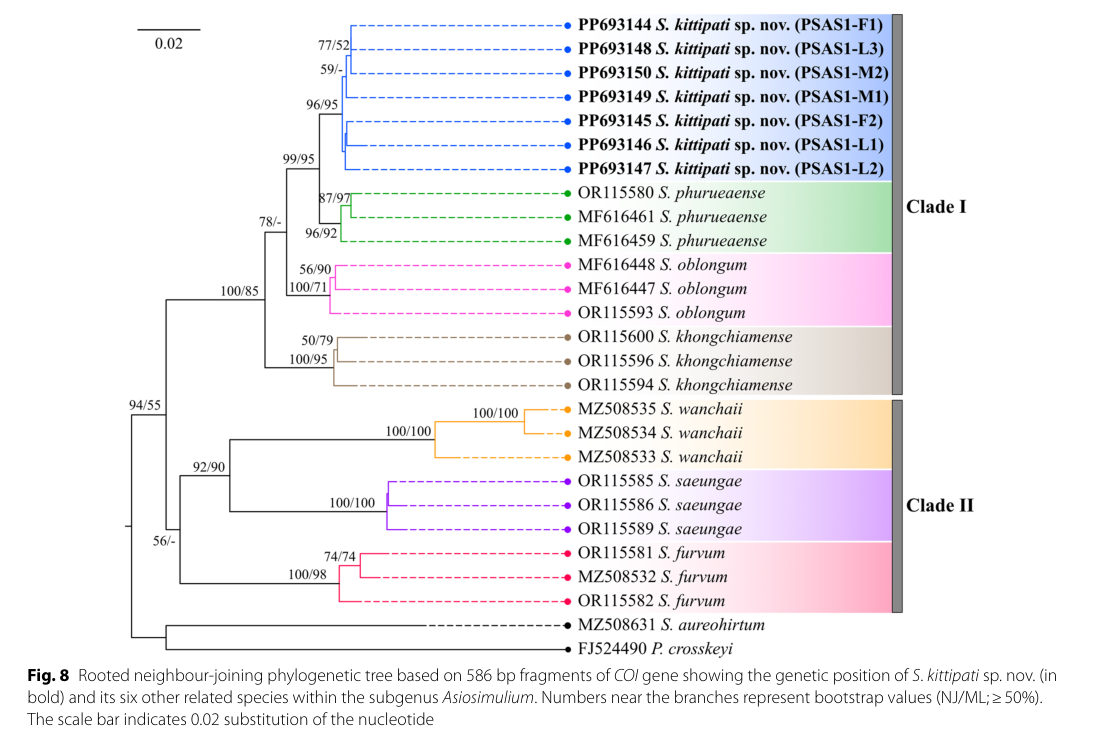 0.02
PP693144 S. kittipati sp. nov. (PSAS1-F1)
77/52
PP693148 S. kittipati sp. nov. (PSAS1-L3)
59/-
PP693150 S. kittipati sp. nov. (PSAS1-M2)
PP693149 S. kittipati sp. nov. (PSAS1-M1)
96/95
PP693145 S. kittipati sp. nov. (PSAS1-F2)
PP693146 S. kittipati sp. nov. (PSAS1-L1)
99/95
PP693147 S. kittipati sp. nov. (PSAS1-L2)
87/97
OR115580 S. phurueaense
Clade I
78/-
MF616461 S. phurueaense
96/92
MF616459 S. phurueaense
56/90
MF616448 S. oblongum
100/71
MF616447 S. oblongum
100/85
OR115593 S. oblongum
50/79
OR115600 S. khongchiamense
100/95
OR115596 S. khongchiamense
OR115594 S. khongchiamense
94/55
100/100
MZ508535 S. wanchaii
100/100
MZ508534 S. wanchaii
MZ508533 S. wanchaii
92/90
OR115585 S. saeungae
100/100
OR115586 S. saeungae
Clade II
OR115589 S. saeungae
56/-
74/74
OR115581 S. furvum
100/98
MZ508532 S. furvum
OR115582 S. furvum
MZ508631 S. aureohirtum
FJ524490 P. crosskeyi
Fig. 8 Rooted neighbour-joining phylogenetic tree based on 586 bp fragments of COI gene showing the genetic position of S. kittipati sp. nov. (in
bold) and its six other related species within the subgenus Asiosimulium. Numbers near the branches represent bootstrap values (NJ/ML; ≥ 50%).
The scale bar indicates 0.02 substitution of the nucleotide